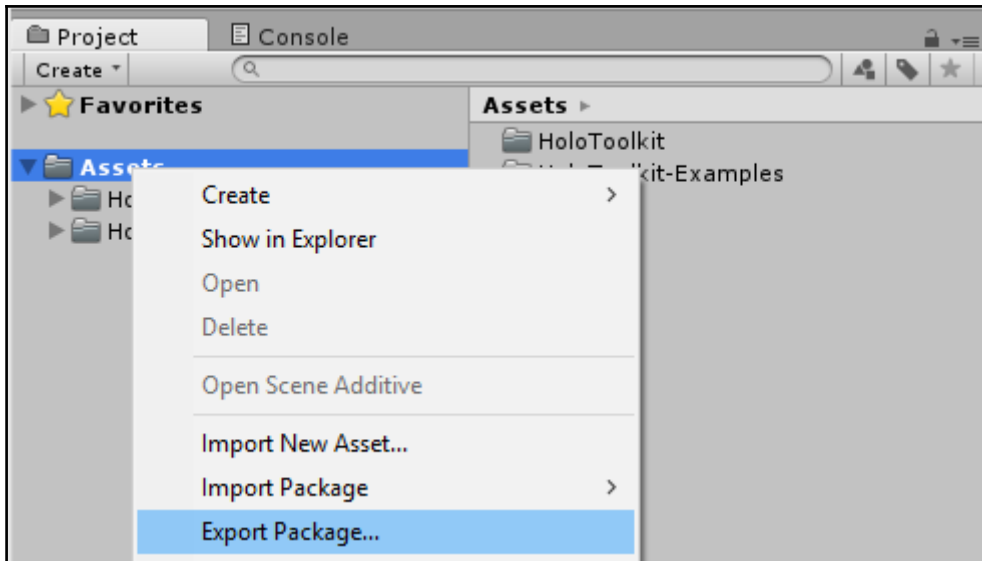 Project Console
Create
Favorites
Assets
HoloToolkit
Assets
Create
Show in Explorer
Open
Delete
Open Scene Additive
Import New Asset...
Import Package
Export Package...